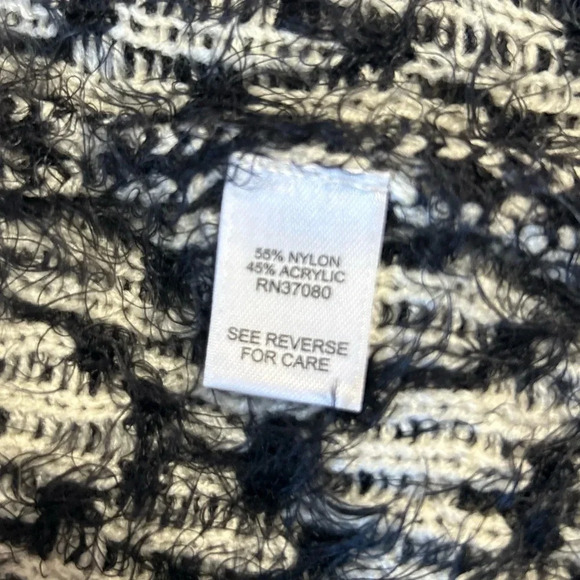 55% NYLON
45% ACRYLIC
RN37080
SEE REVERSE
FOR CARE